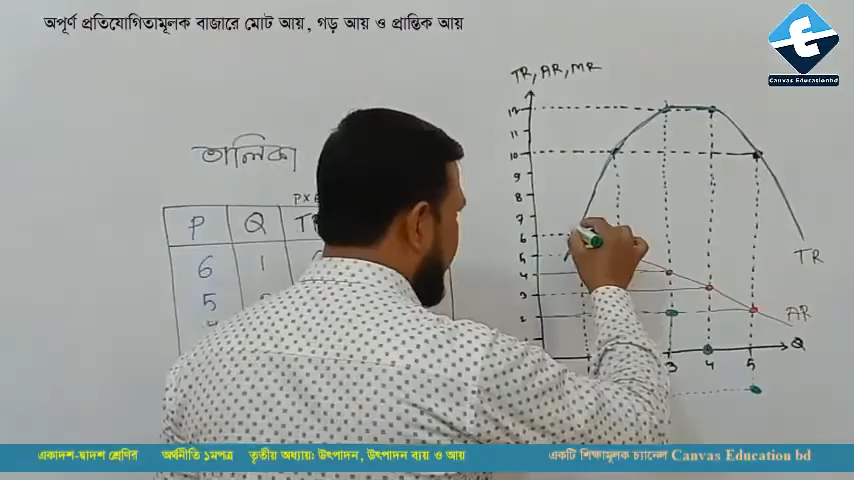 অপূর্ণ প্রতিযোগিতামূলক বাজারে মোট আয়, গড় আয় ও প্রান্তিক আয়
Canvas Educationbd
TR, AR, MR
তালিকা
P Q
6 1
5
12
11
10
9
8
7
6
5
4
3
2
TR
AR
Q
3 4 5
একাদশ-দ্বাদশ শ্রেণির অর্থনীতি ১মপত্র তৃতীয় অধ্যায়: উৎপাদন, উৎপাদন ব্যয় ও আয় একটি শিক্ষামূলক চ্যানেল Canvas Education bd